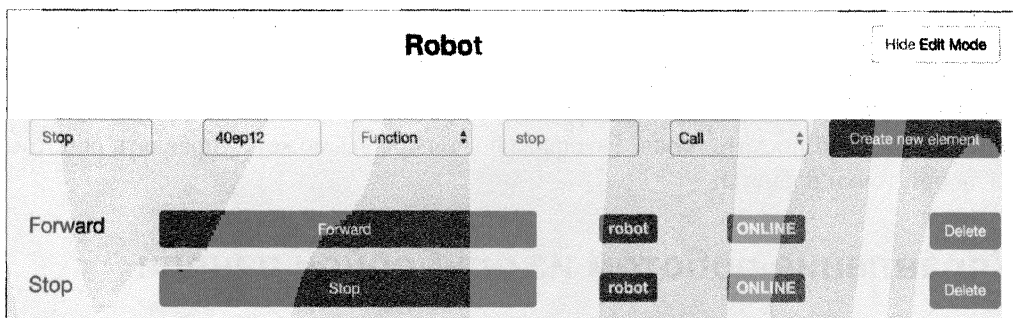 Robot Hide Edit Mode
Stop 40ep12 Function stop Call Create new element
Forward Forward robot ONLINE Delete
Stop Stop robot ONLINE Delete